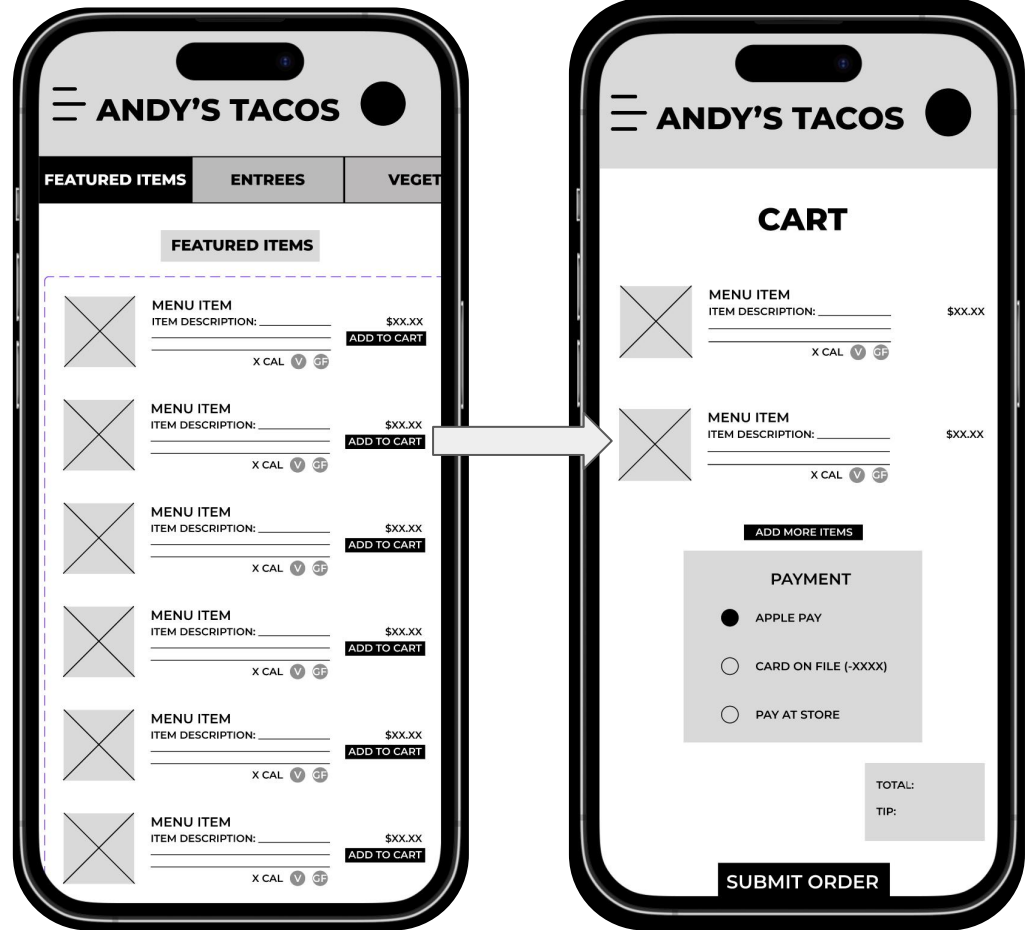 ANDY'S TACOS
FEATURED ITEMS
ENTREES
VEGET
FEATURED ITEMS
MENU ITEM
ITEM DESCRIPTION:
$XX.XX
ADD TO CART
X CAL V GF
MENU ITEM
ITEM DESCRIPTION:
$XX.XX
ADD TO CART
X CAL V GF
MENU ITEM
ITEM DESCRIPTION:
$XX.XX
ADD TO CART
X CAL V GF
MENU ITEM
ITEM DESCRIPTION:
$XX.XX
ADD TO CART
X CAL V GF
MENU ITEM
ITEM DESCRIPTION:
$XX.XX
ADD TO CART
X CAL V GF
MENU ITEM
ITEM DESCRIPTION:
$XX.XX
ADD TO CART
X CAL V GF
ANDY'S TACOS
CART
MENU ITEM
ITEM DESCRIPTION:
$XX.XX
X CAL V GF
MENU ITEM
ITEM DESCRIPTION:
$XX.XX
X CAL V GF
ADD MORE ITEMS
PAYMENT
APPLE PAY
CARD ON FILE (-XXXX)
PAY AT STORE
TOTAL:
TIP:
SUBMIT ORDER